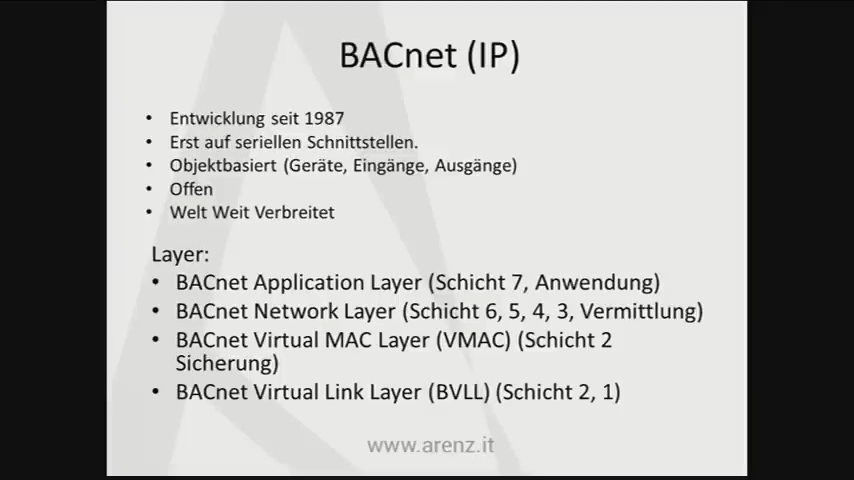 BACnet (IP)
• Entwicklung seit 1987
• Erst auf seriellen Schnittstellen.
• Objektbasiert (Geräte, Eingänge, Ausgänge)
• Offen
• Welt Weit Verbreitet
Layer:
• BACnet Application Layer (Schicht 7, Anwendung)
• BACnet Network Layer (Schicht 6, 5, 4, 3, Vermittlung)
• BACnet Virtual MAC Layer (VMAC) (Schicht 2
Sicherung)
• BACnet Virtual Link Layer (BVLL) (Schicht 2, 1)
www.arenz.it